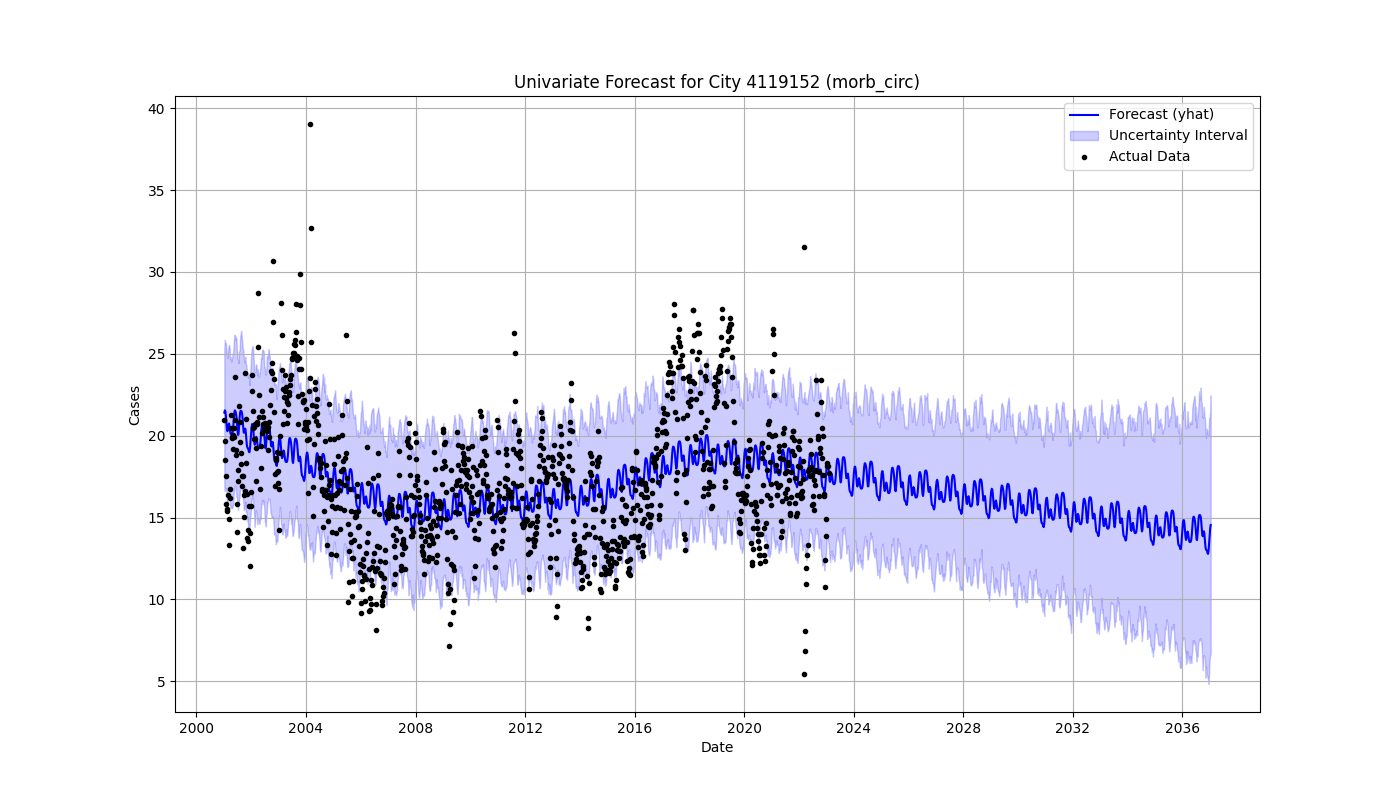 Univariate Forecast for City 4119152 (morb_circ)
Forecast (yhat)
Uncertainty Interval
Actual Data
Cases
40
35
30
25
20
15
10
5
2000 2004 2008 2012 2016 2020 2024 2028 2032 2036
Date